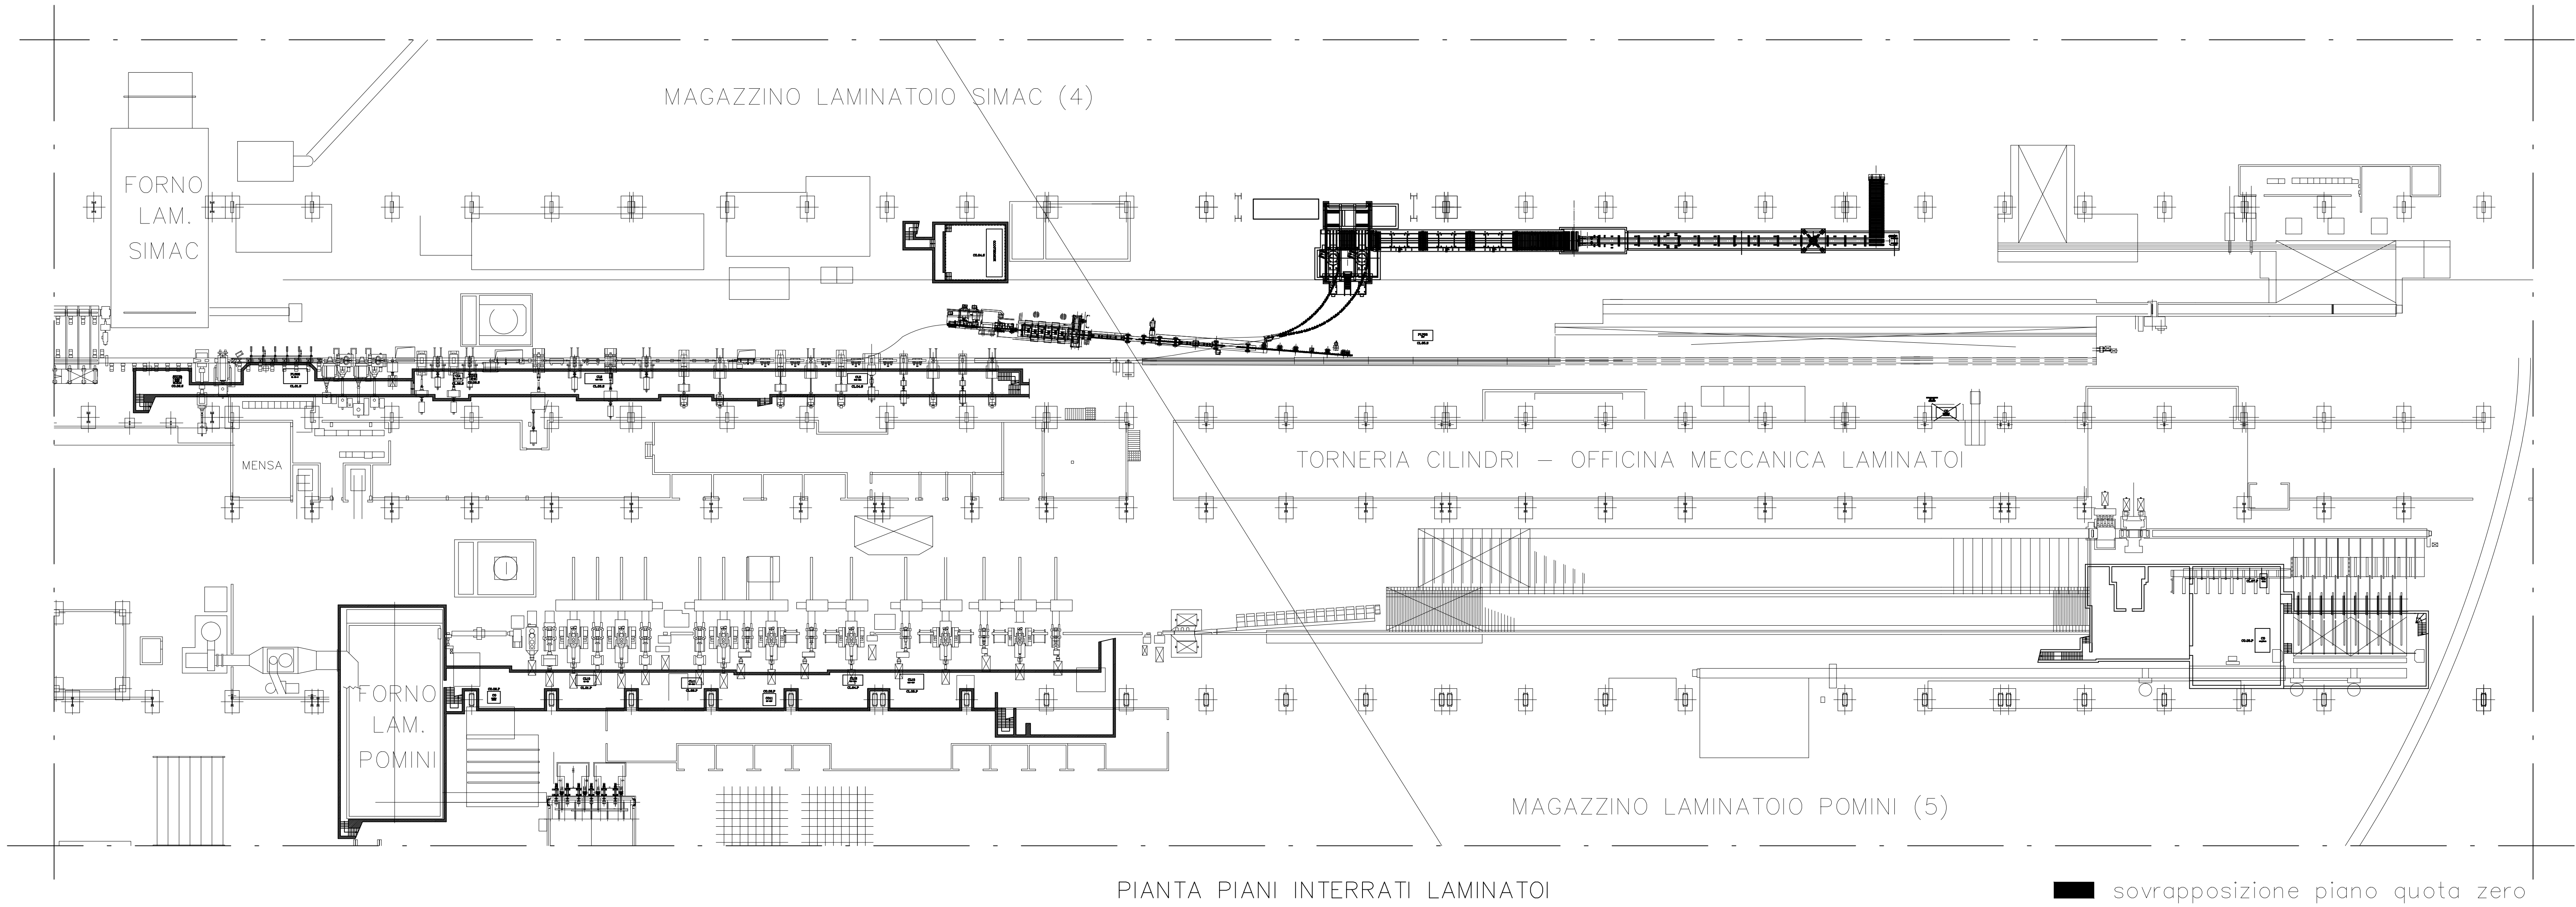 MAGAZZINO LAMINATOIO SIMAC (4)
FORNO
LAM.
SIMAC
MENSA
TORNERIA CILINDRI – OFFICINA MECCANICA LAMINATOI
FORNO
LAM.
POMINI
MAGAZZINO LAMINATOIO POMINI (5)
PIANTA PIANI INTERRATI LAMINATOI
sovrapposizione piano quota zero